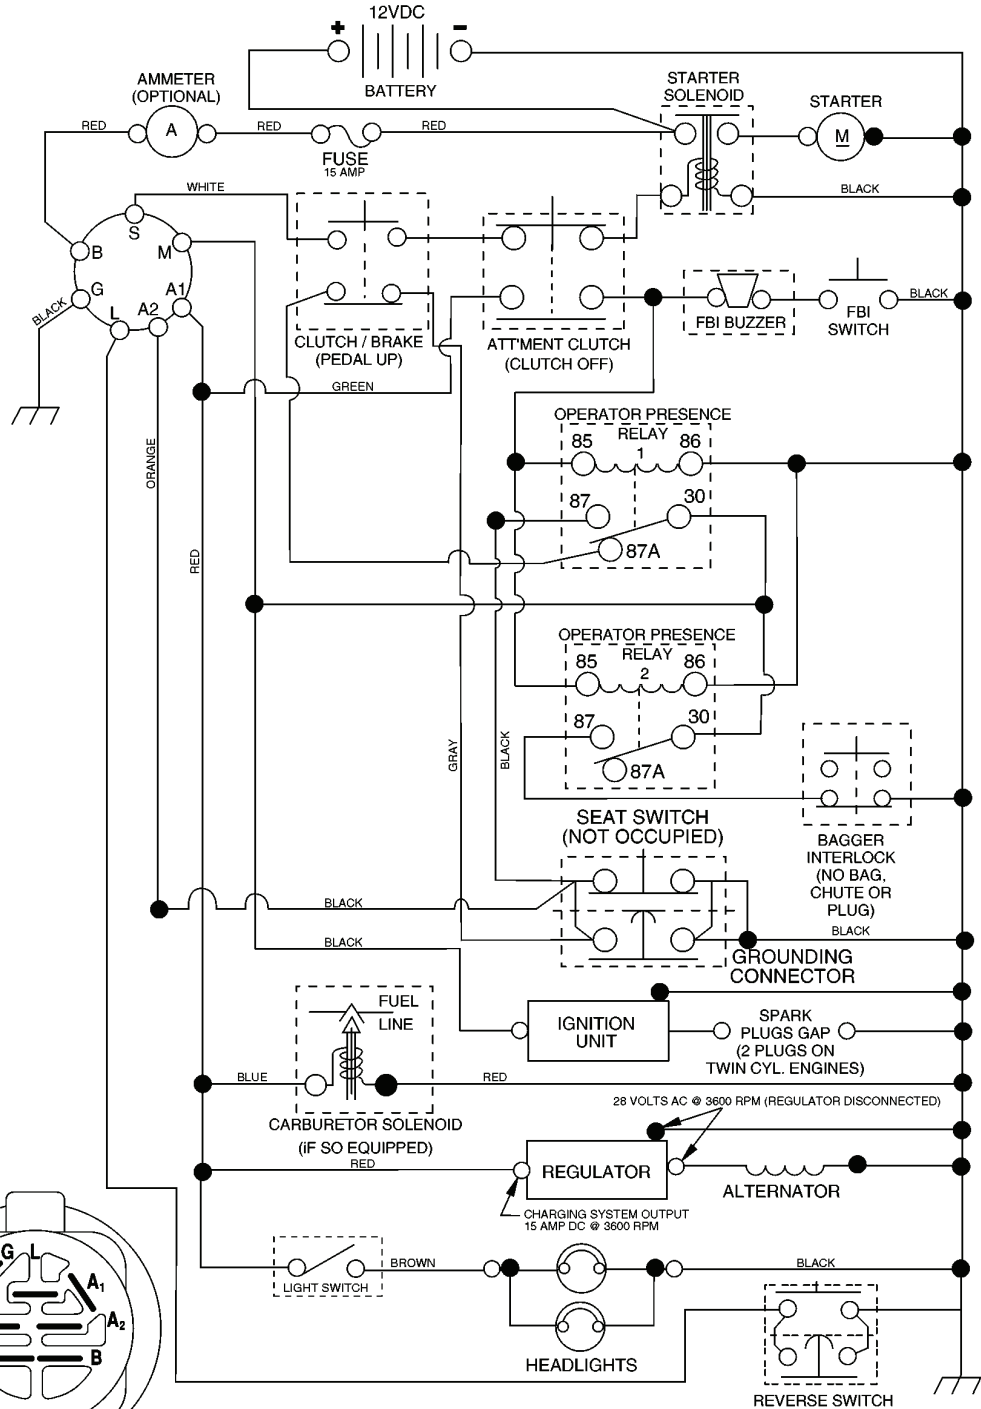 12VDC
+
−
BATTERY
AMMETER
(OPTIONAL)
A
RED
RED
RED
FUSE
15 AMP
STARTER
SOLENOID
STARTER
M
WHITE
BLACK
S
B
M
G
A1
L
A2
BLACK
CLUTCH / BRAKE
(PEDAL UP)
ATT'MENT CLUTCH
(CLUTCH OFF)
FBI BUZZER
FBI
SWITCH
BLACK
GREEN
ORANGE
RED
OPERATOR PRESENCE
RELAY
1
85
86
87
30
87A
OPERATOR PRESENCE
RELAY
2
85
86
87
30
87A
GRAY
BLACK
SEAT SWITCH
(NOT OCCUPIED)
BAGGER
INTERLOCK
(NO BAG,
CHUTE OR
PLUG)
BLACK
BLACK
BLACK
GROUNDING
CONNECTOR
FUEL
LINE
IGNITION
UNIT
SPARK
PLUGS GAP
(2 PLUGS ON
TWIN CYL. ENGINES)
BLUE
RED
CARBURETOR SOLENOID
(iF SO EQUIPPED)
28 VOLTS AC @ 3600 RPM (REGULATOR DISCONNECTED)
RED
REGULATOR
ALTERNATOR
CHARGING SYSTEM OUTPUT
15 AMP DC @ 3600 RPM
LIGHT SWITCH
BROWN
BLACK
HEADLIGHTS
REVERSE SWITCH
G
L
A1
A2
B